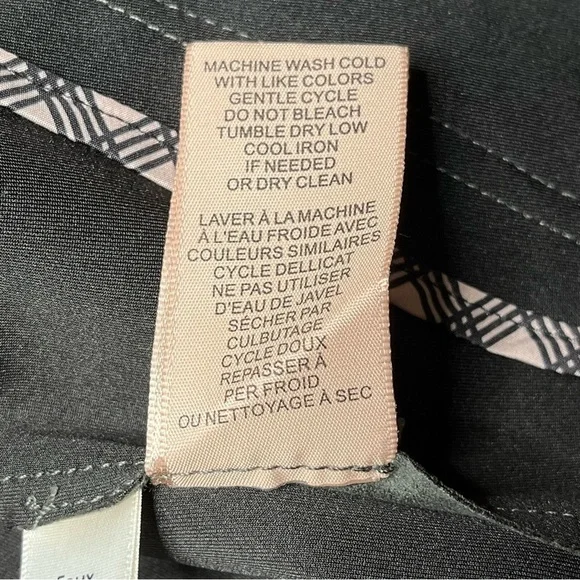 MACHINE WASH COLD
WITH LIKE COLORS
GENTLE CYCLE
DO NOT BLEACH
TUMBLE DRY LOW
COOL IRON
IF NEEDED
OR DRY CLEAN
LAVER À LA MACHINE
À L'EAU FROIDE AVEC
COULEURS SIMILAIRES
CYCLE DELLICAT
NE PAS UTILISER
D'EAU DE JAVEL
SÉCHER PAR
CULBUTAGE
CYCLE DOUX
REPASSER À
PER FROID
OU NETTOYAGE À SEC